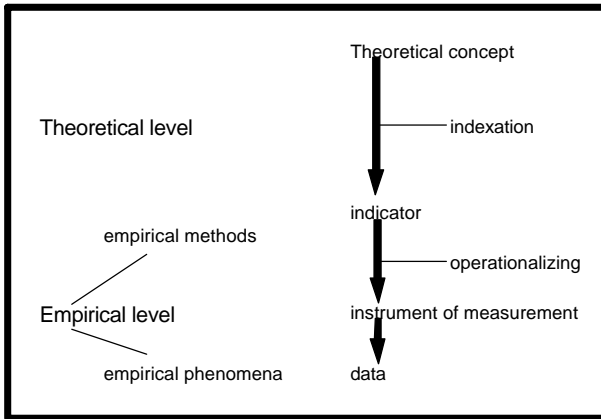 Theoretical concept
Theoretical level
indexation
indicator
empirical methods
operationalizing
Empirical level
instrument of measurement
empirical phenomena
data